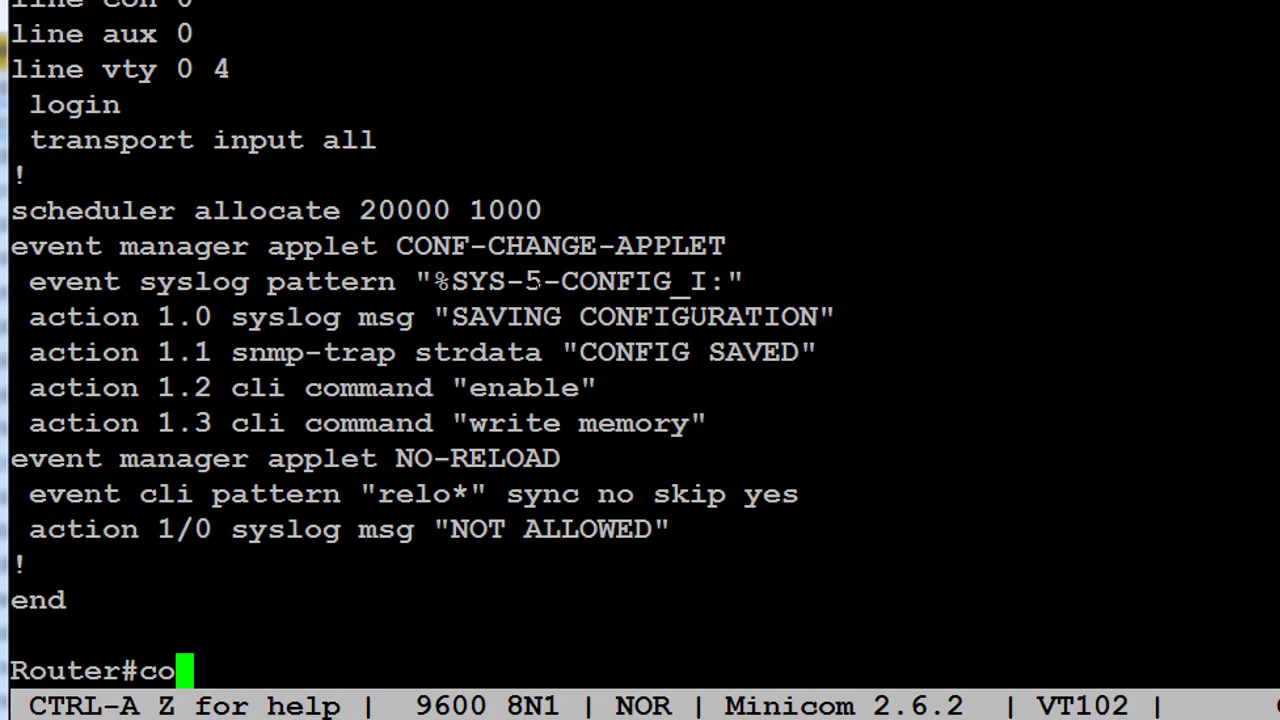 line con 0
line aux 0
line vty 0 4
 login
 transport input all
!
scheduler allocate 20000 1000
event manager applet CONF-CHANGE-APPLET
 event syslog pattern "%SYS-5-CONFIG_I:"
 action 1.0 syslog msg "SAVING CONFIGURATION"
 action 1.1 snmp-trap strdata "CONFIG SAVED"
 action 1.2 cli command "enable"
 action 1.3 cli command "write memory"
event manager applet NO-RELOAD
 event cli pattern "relo*" sync no skip yes
 action 1/0 syslog msg "NOT ALLOWED"
!
end
Router#co
CTRL-A Z for help | 9600 8N1 | NOR | Minicom 2.6.2 | VT102 |